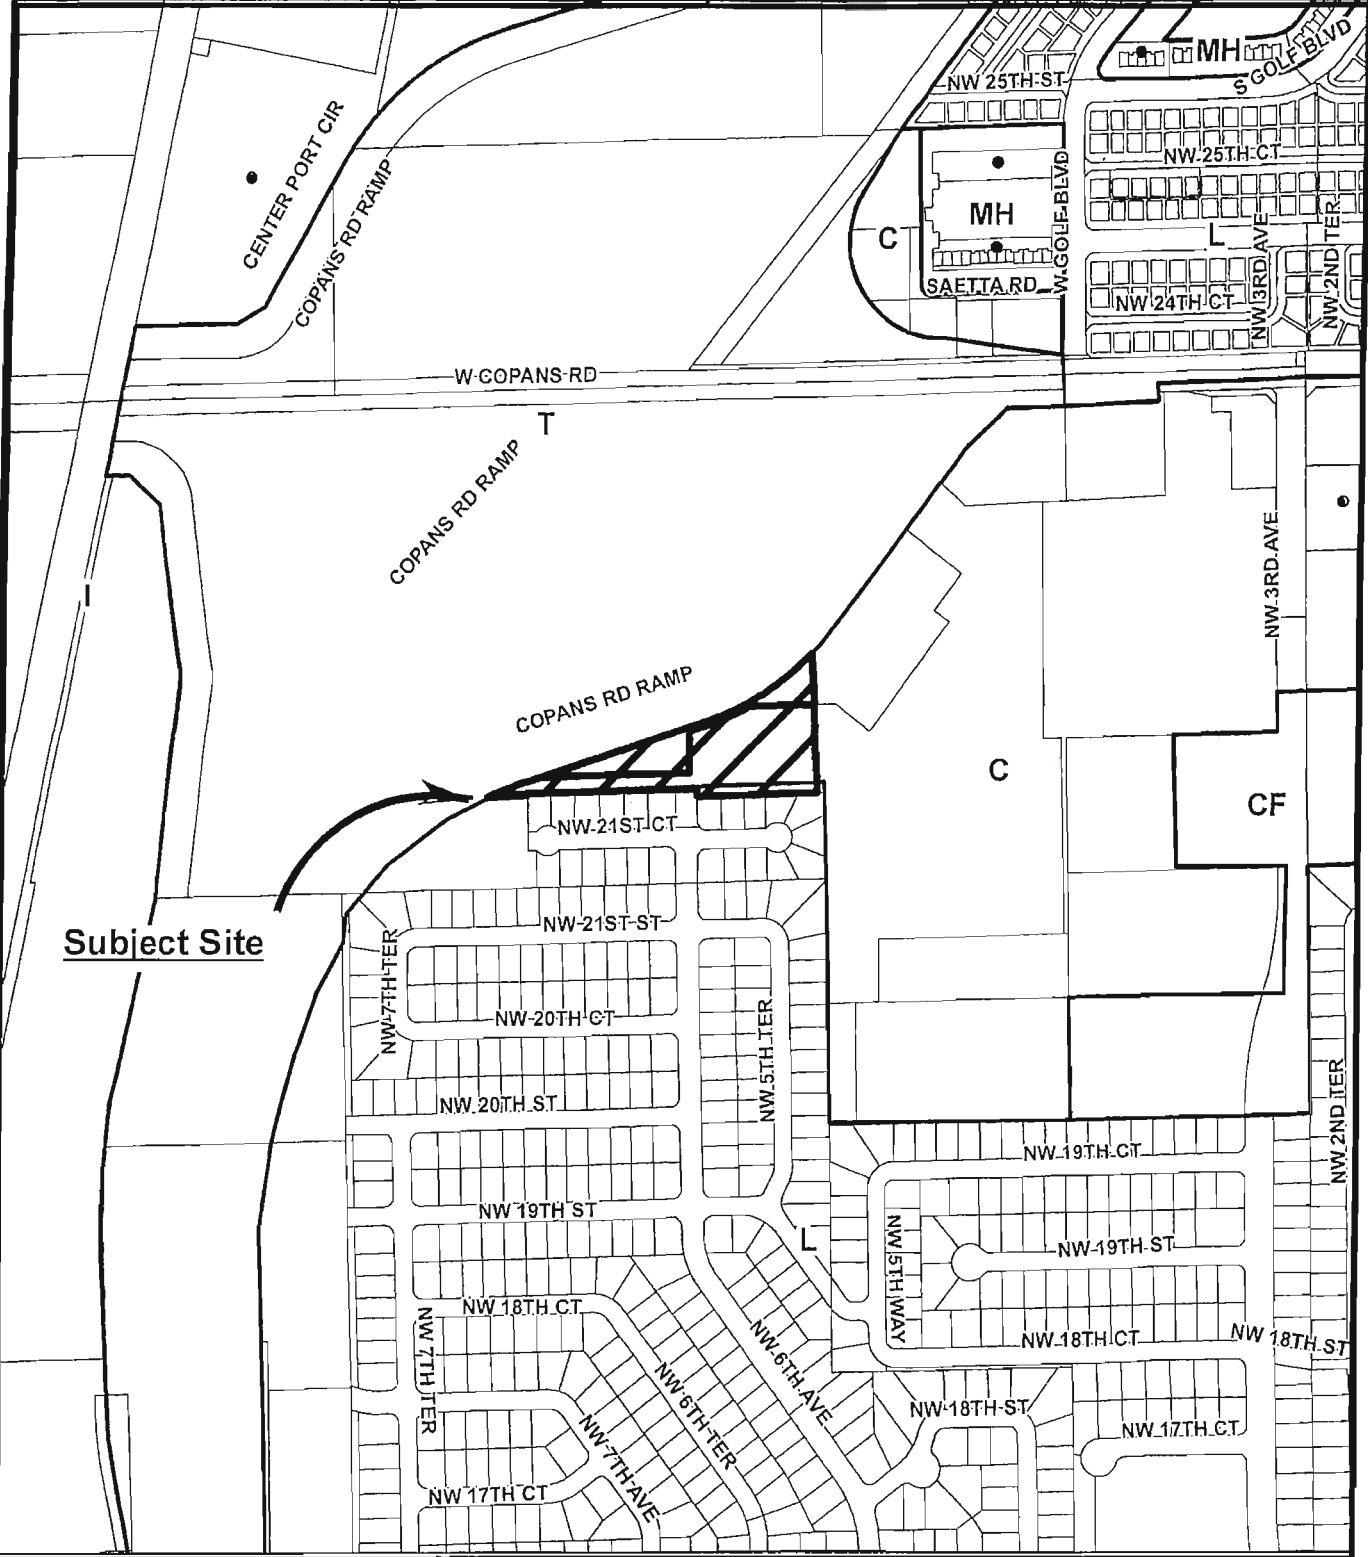 MH
S GOLF BLVD
NW 25TH ST
CENTER PORT CIR
COPANS RD RAMP
NW 25TH CT
W GOLF BLVD
MH
C
L
NW 3RD AVE
NW 2ND TER
SAETTA RD
NW 24TH CT
W COPANS RD
T
COPANS RD RAMP
I
NW 3RD AVE
COPANS RD RAMP
C
CF
NW 21ST CT
Subject Site
NW 21ST ST
NW 7TH TER
NW 20TH CT
NW 5TH TER
NW 20TH ST
NW 2ND TER
NW 19TH CT
NW 19TH ST
L
NW 5TH WAY
NW 19TH ST
NW 18TH CT
NW 7TH TER
NW 6TH AVE
NW 18TH CT
NW 18TH ST
NW 6TH TER
NW 18TH ST
NW 7TH AVE
NW 17TH CT
NW 17TH CT